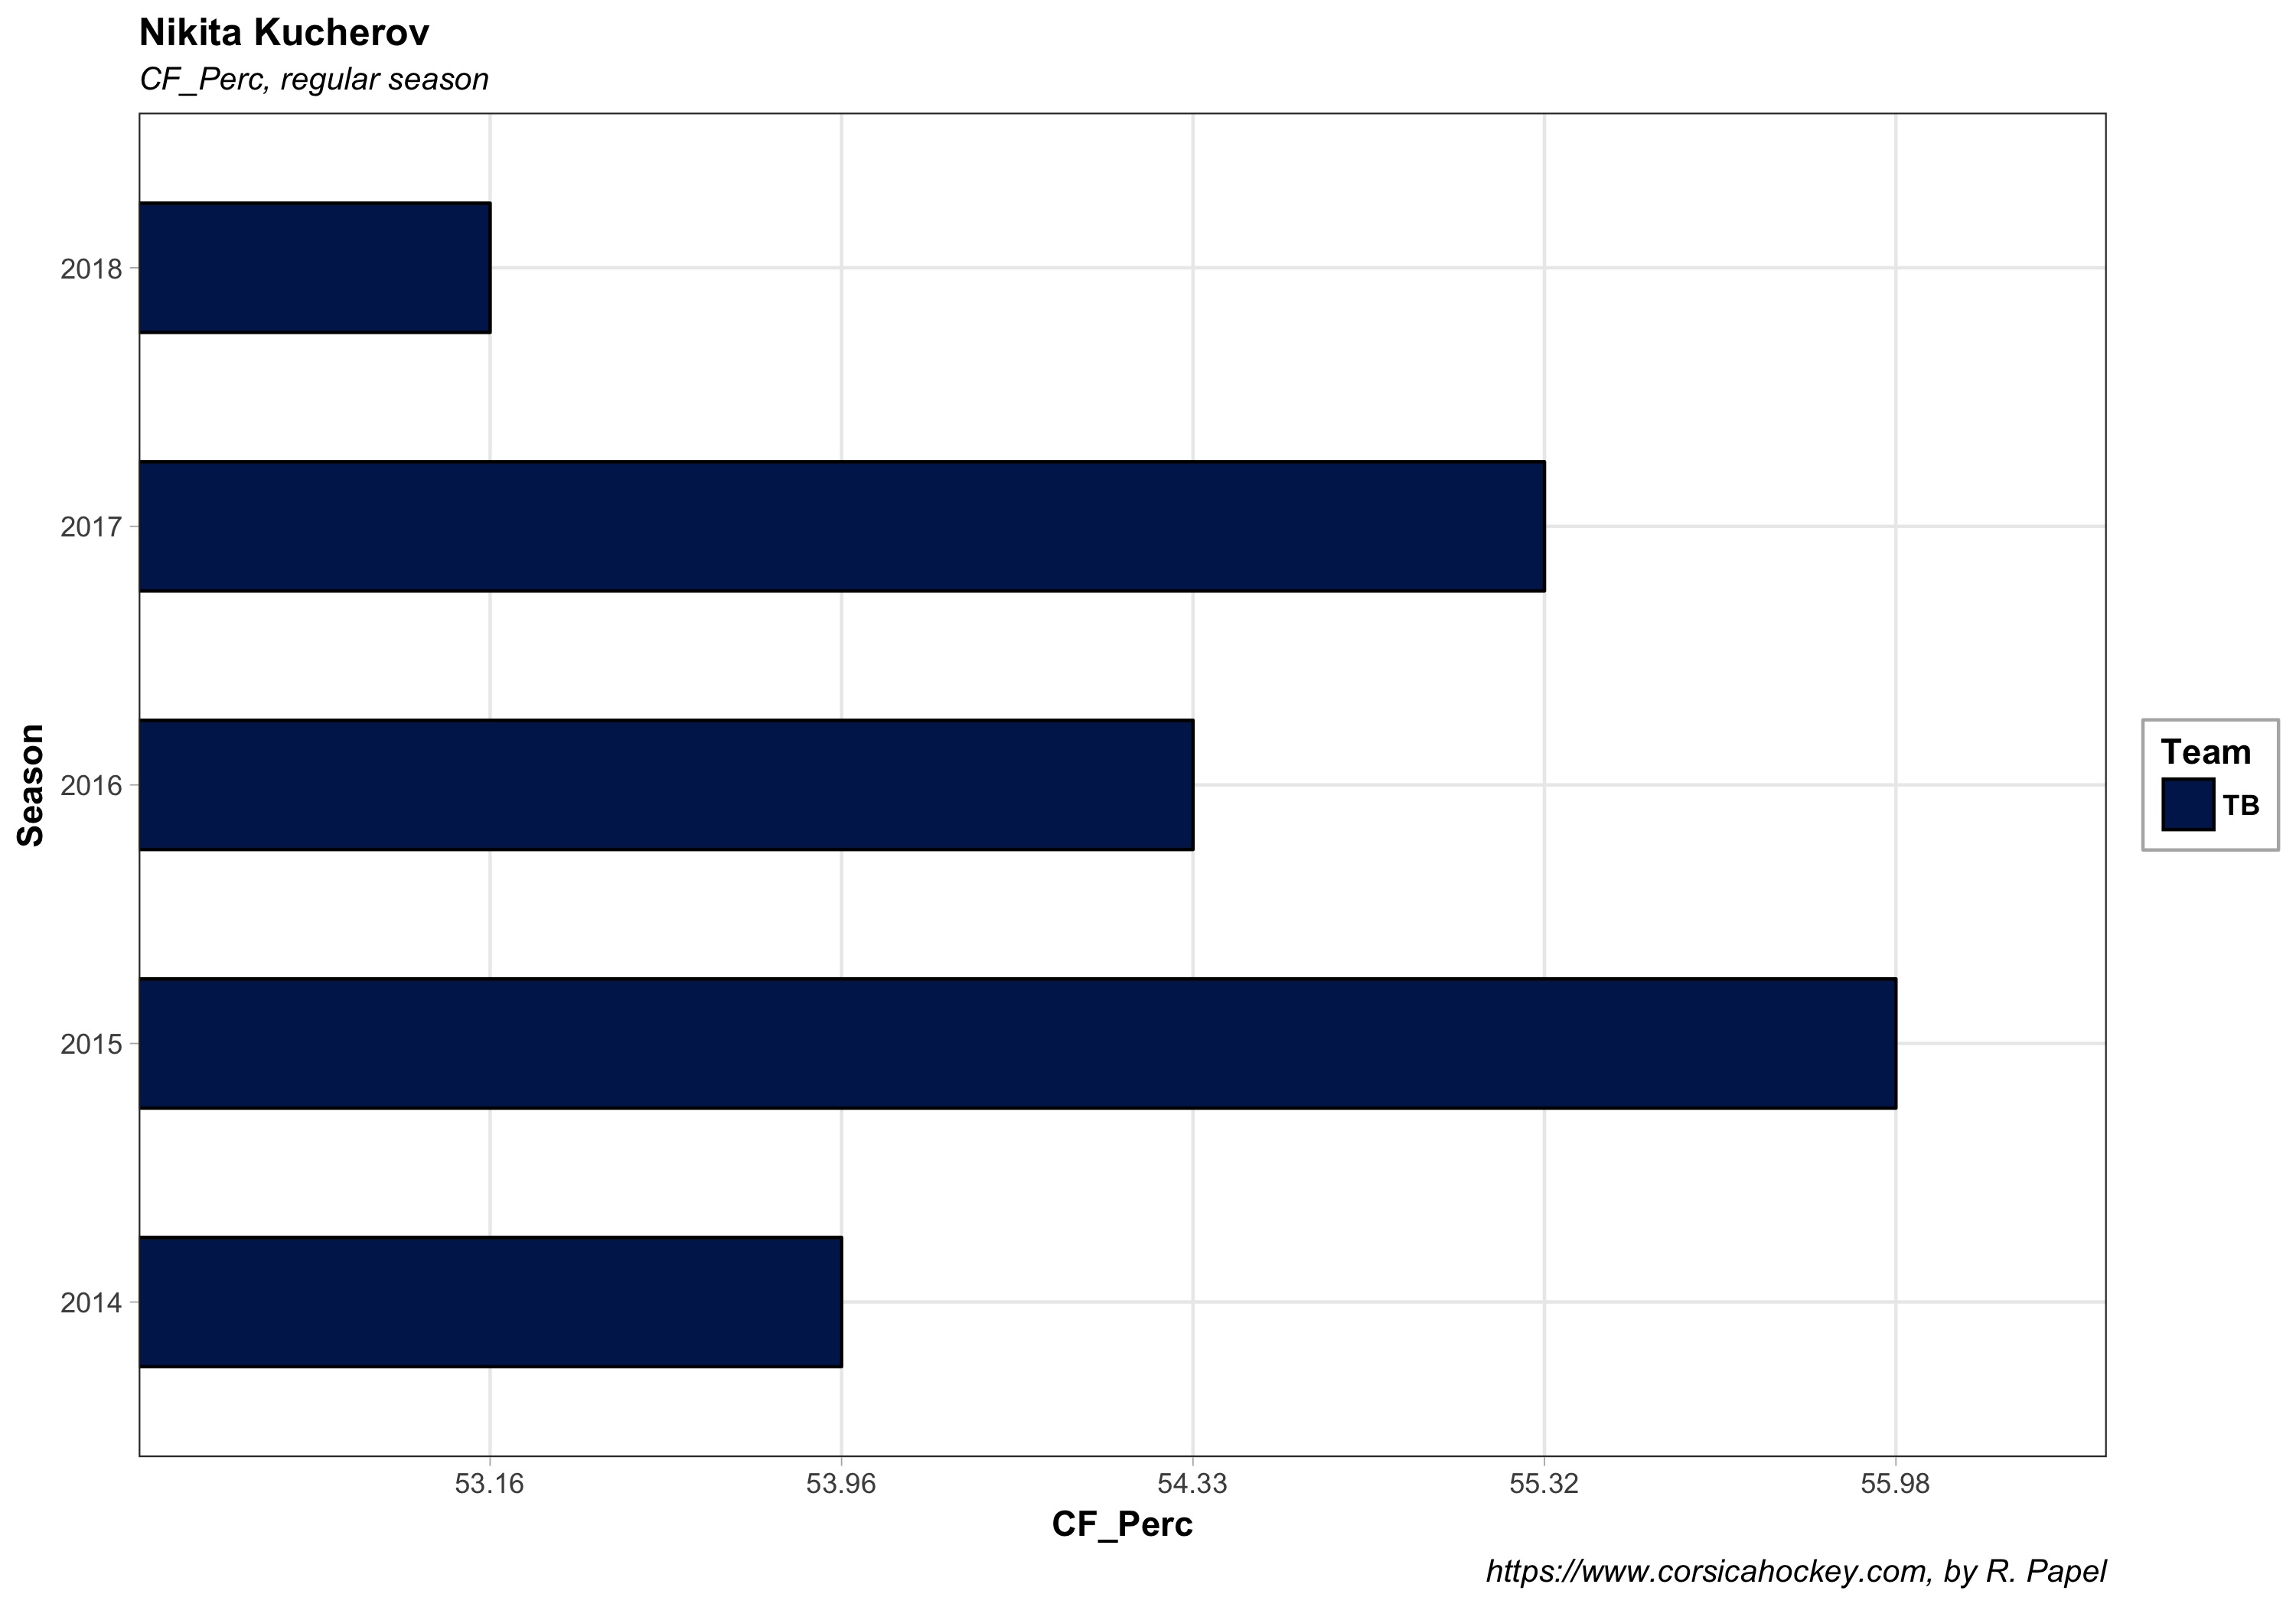 Nikita Kucherov
CF_Perc, regular season
2018
2017
2016
2015
2014
Season
53.16 53.96 54.33 55.32 55.98
CF_Perc
Team
TB
https://www.corsicahockey.com, by R. Papel